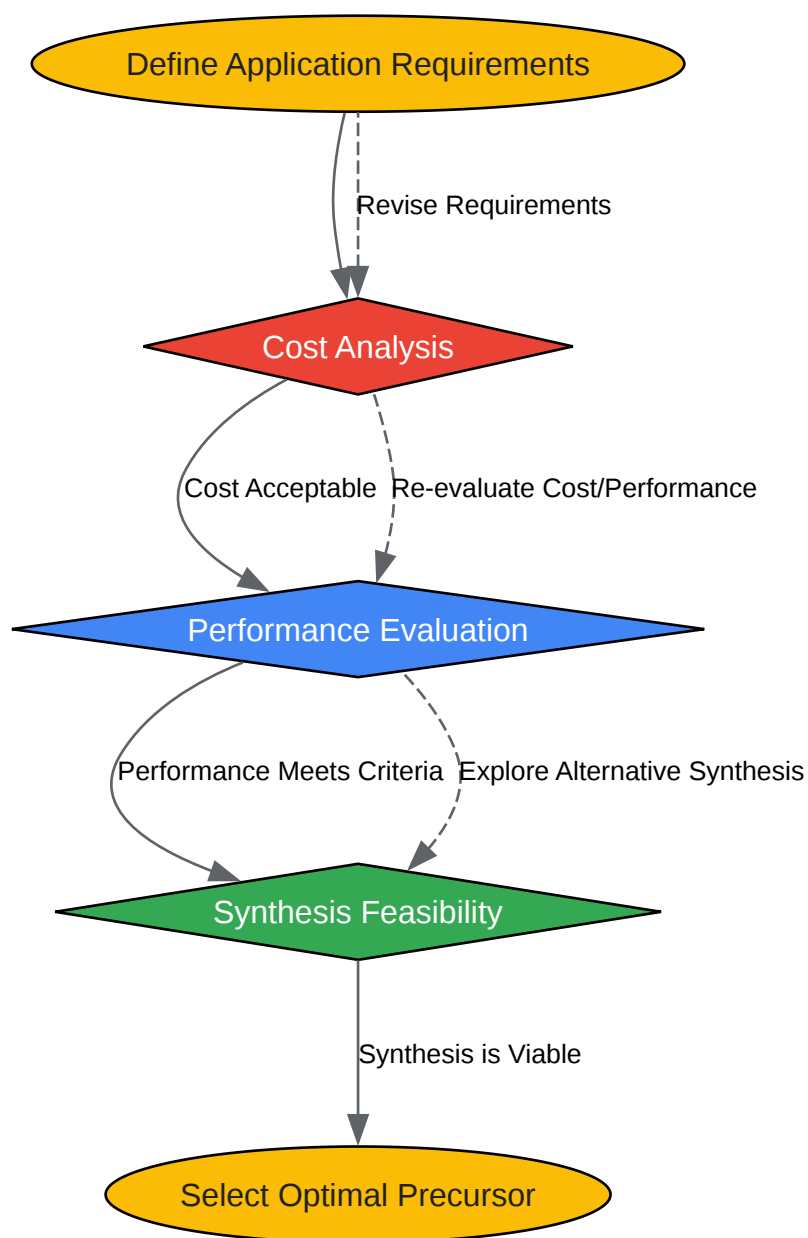 Define Application Requirements
Revise Requirements
Cost Analysis
Cost Acceptable
Re-evaluate Cost/Performance
Performance Evaluation
Performance Meets Criteria
Explore Alternative Synthesis
Synthesis Feasibility
Synthesis is Viable
Select Optimal Precursor